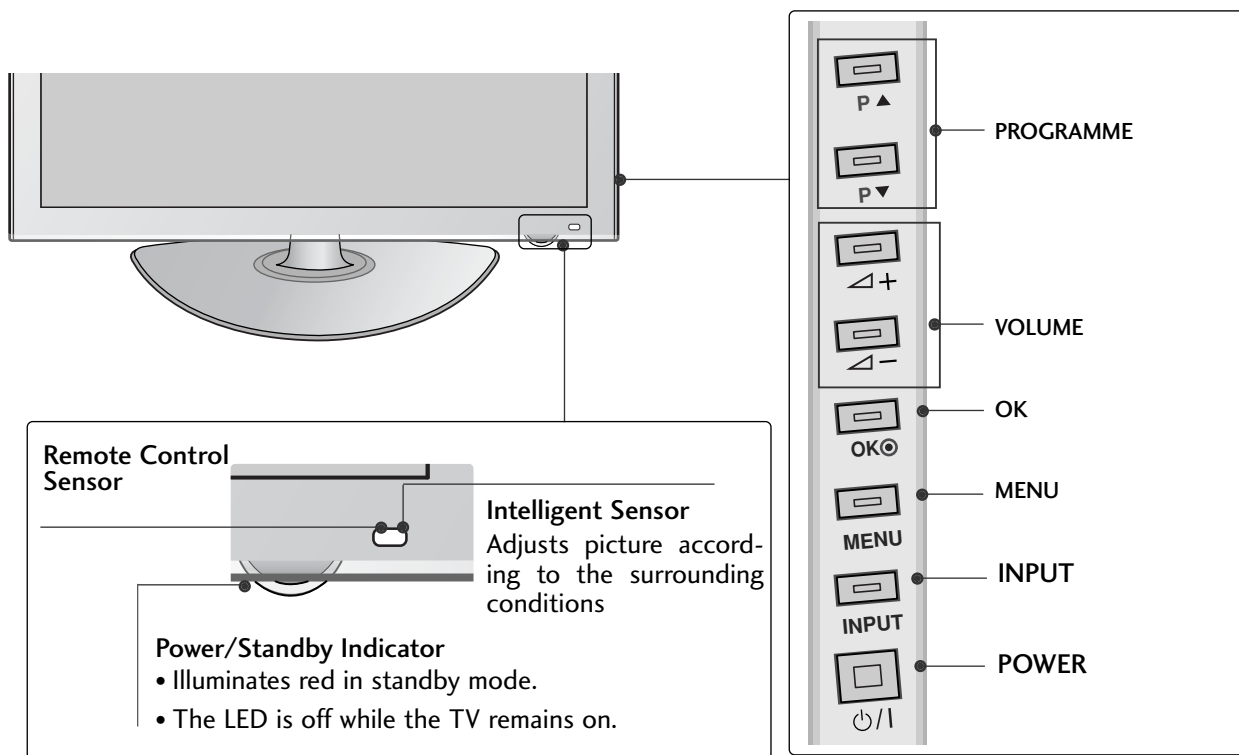 P ▲
P ▼
⊿+
⊿-
OK◉
MENU
INPUT
⏻/I
PROGRAMME
VOLUME
OK
MENU
INPUT
POWER
Remote Control
Sensor
Intelligent Sensor
Adjusts picture accord-
ing to the surrounding
conditions
Power/Standby Indicator
• Illuminates red in standby mode.
• The LED is off while the TV remains on.